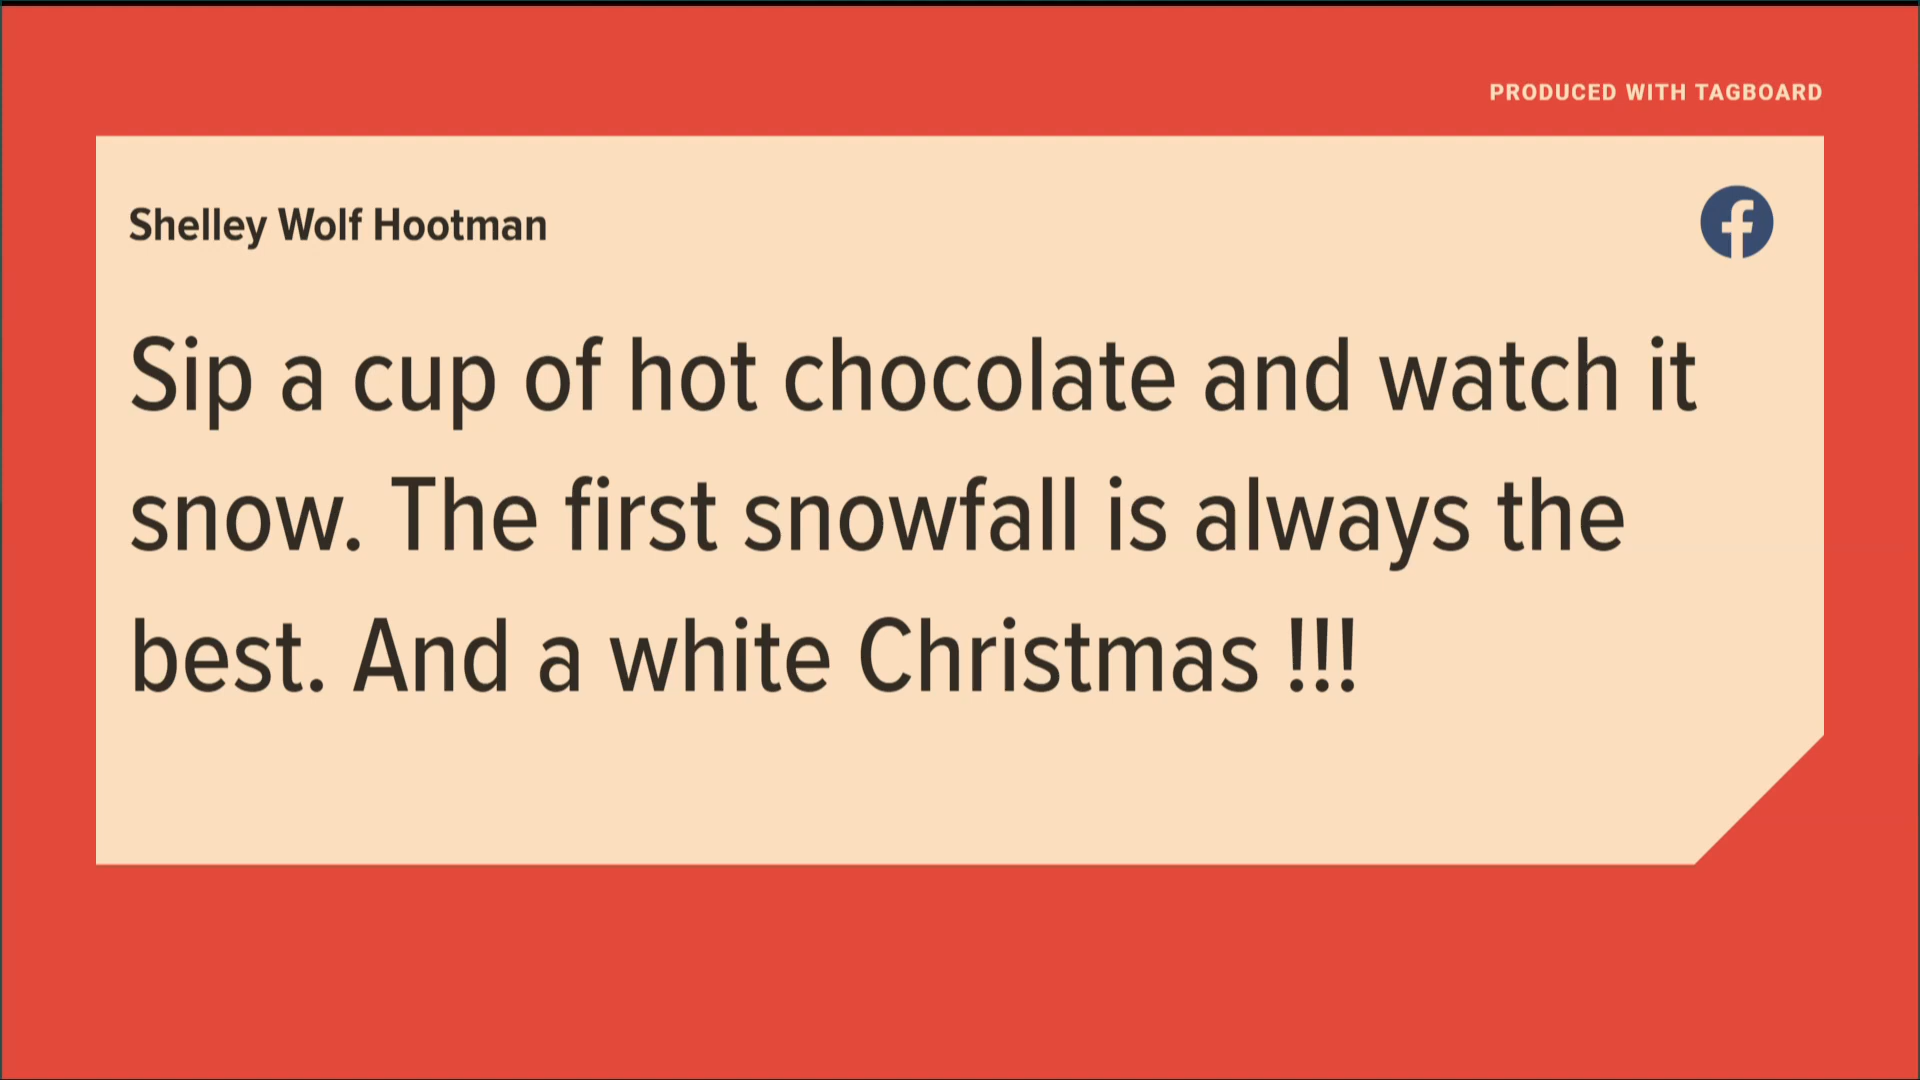 PRODUCED WITH TAGBOARD
Shelley Wolf Hootman
Sip a cup of hot chocolate and watch it
snow. The first snowfall is always the
best. And a white Christmas !!!